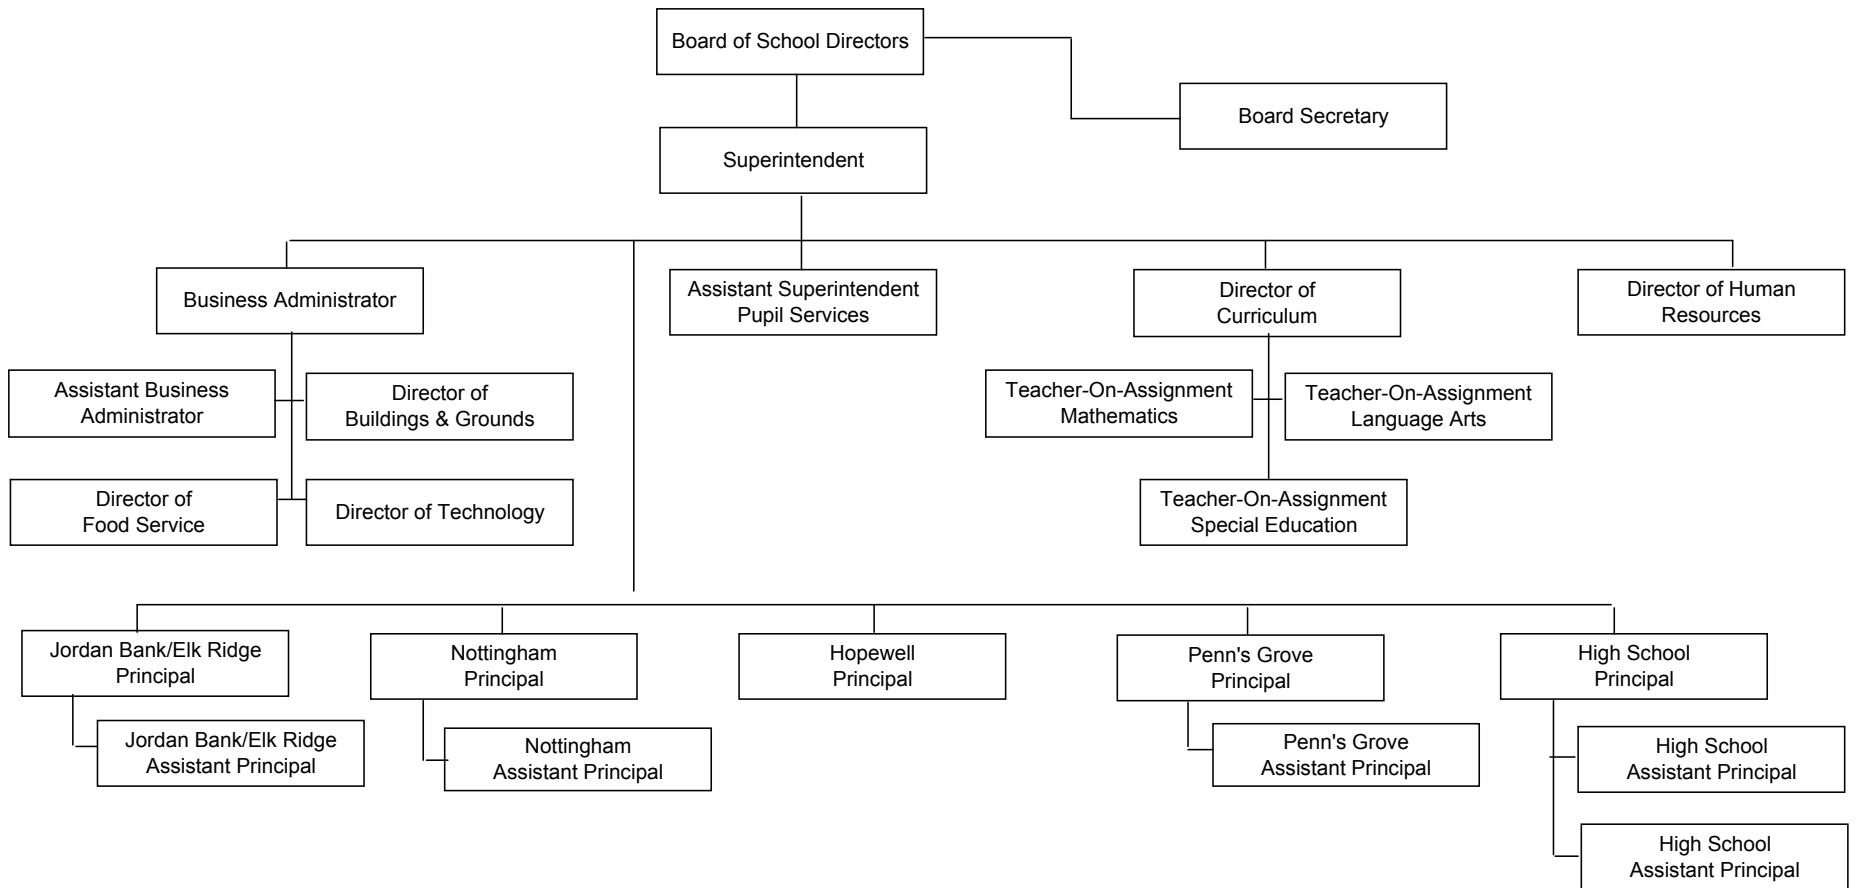 Board of School Directors
Board Secretary
Superintendent
Business Administrator
Assistant Superintendent
Pupil Services
Director of
Curriculum
Director of Human
Resources
Assistant Business
Administrator
Director of
Buildings & Grounds
Teacher-On-Assignment
Mathematics
Teacher-On-Assignment
Language Arts
Director of
Food Service
Director of Technology
Teacher-On-Assignment
Special Education
Jordan Bank/Elk Ridge
Principal
Nottingham
Principal
Hopewell
Principal
Penn's Grove
Principal
High School
Principal
Jordan Bank/Elk Ridge
Assistant Principal
Nottingham
Assistant Principal
Penn's Grove
Assistant Principal
High School
Assistant Principal
High School
Assistant Principal